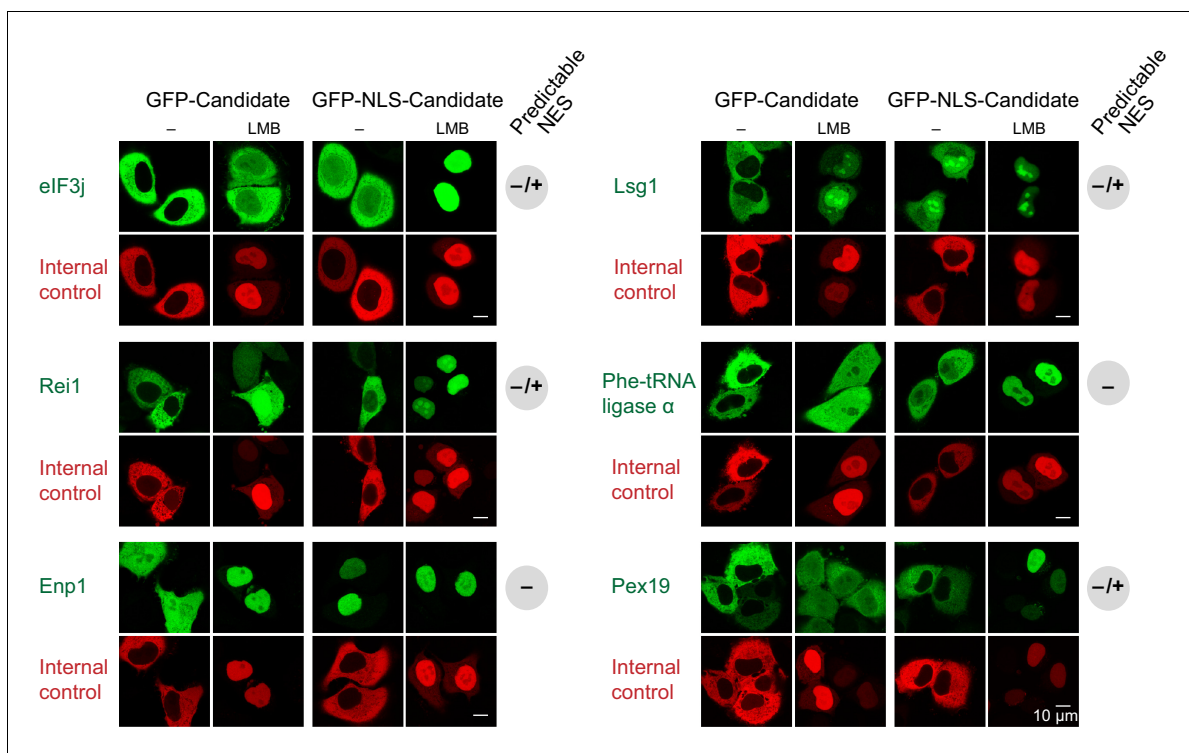 GFP-Candidate GFP-NLS-Candidate Predictable
NES
– LMB – LMB
eIF3j
–/+
Internal
control
Rei1
–/+
Internal
control
Enp1
–
Internal
control
GFP-Candidate GFP-NLS-Candidate Predictable
NES
– LMB – LMB
Lsg1
–/+
Internal
control
Phe-tRNA
ligase α
–
Internal
control
Pex19
–/+
Internal
control
10 µm